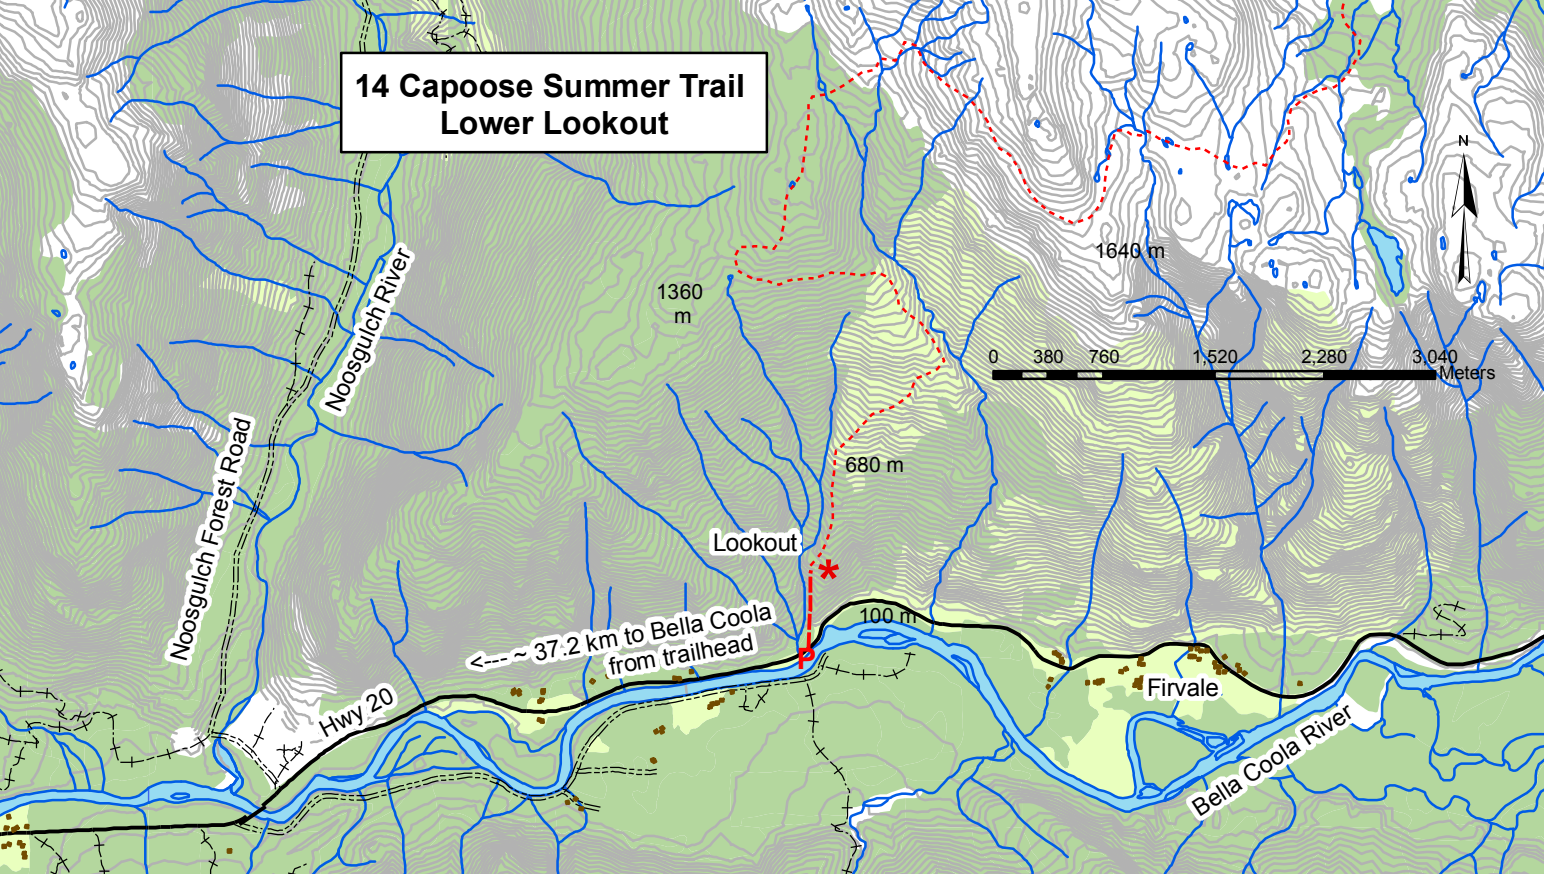 14 Capoose Summer Trail
Lower Lookout
N
Noosgulch River
1640 m
1360
m
0 380 760 1,520 2,280 3,040
Meters
Noosgulch Forest Road
680 m
Lookout
*
<--- ~ 37.2 km to Bella Coola
from trailhead
100 m
P
Firvale
Hwy 20
Bella Coola River